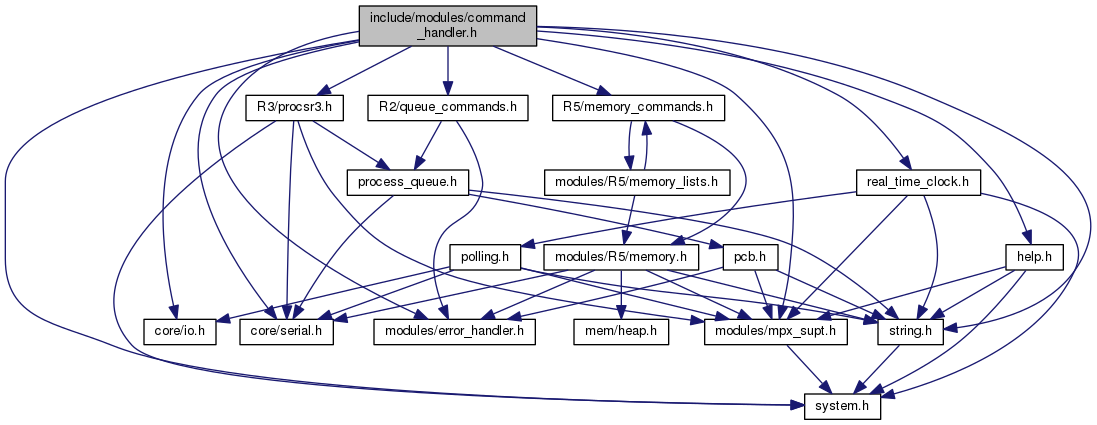 include/modules/command
_handler.h
R3/procsr3.h
R2/queue_commands.h
R5/memory_commands.h
process_queue.h
modules/R5/memory_lists.h
real_time_clock.h
polling.h
modules/R5/memory.h
pcb.h
help.h
core/io.h
core/serial.h
modules/error_handler.h
mem/heap.h
modules/mpx_supt.h
string.h
system.h